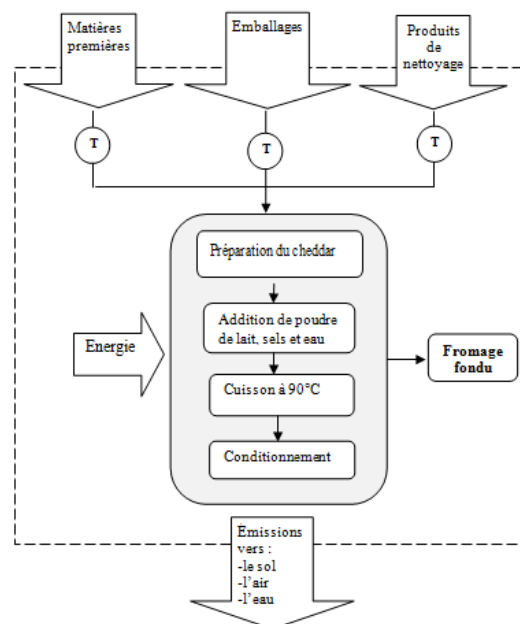 Matières
premières
Emballages
Produits
de
nettoyage
T
T
T
Préparation du cheddar
Addition de poudre
de lait, sels et eau
Energie
Fromage
fondu
Cuisson à 90°C
Conditionnement
Émissions
vers :
-le sol
-l'air
-l'eau